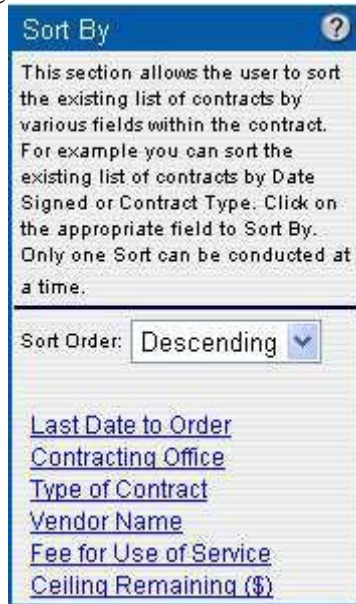 Sort By ?
This section allows the user to sort
the existing list of contracts by
various fields within the contract.
For example you can sort the
existing list of contracts by Date
Signed or Contract Type. Click on
the appropriate field to Sort By.
Only one Sort can be conducted at
a time.
Sort Order: Descending
Last Date to Order
Contracting Office
Type of Contract
Vendor Name
Fee for Use of Service
Ceiling Remaining ($)